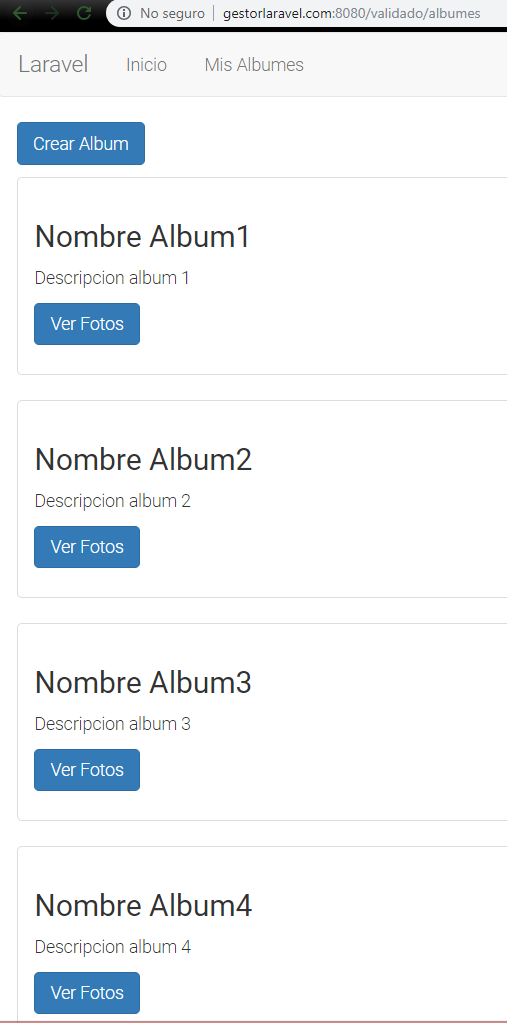 No seguro gestorlaravel.com:8080/validado/albumes
Laravel Inicio Mis Albumes
Crear Album
Nombre Album1
Descripcion album 1
Ver Fotos
Nombre Album2
Descripcion album 2
Ver Fotos
Nombre Album3
Descripcion album 3
Ver Fotos
Nombre Album4
Descripcion album 4
Ver Fotos